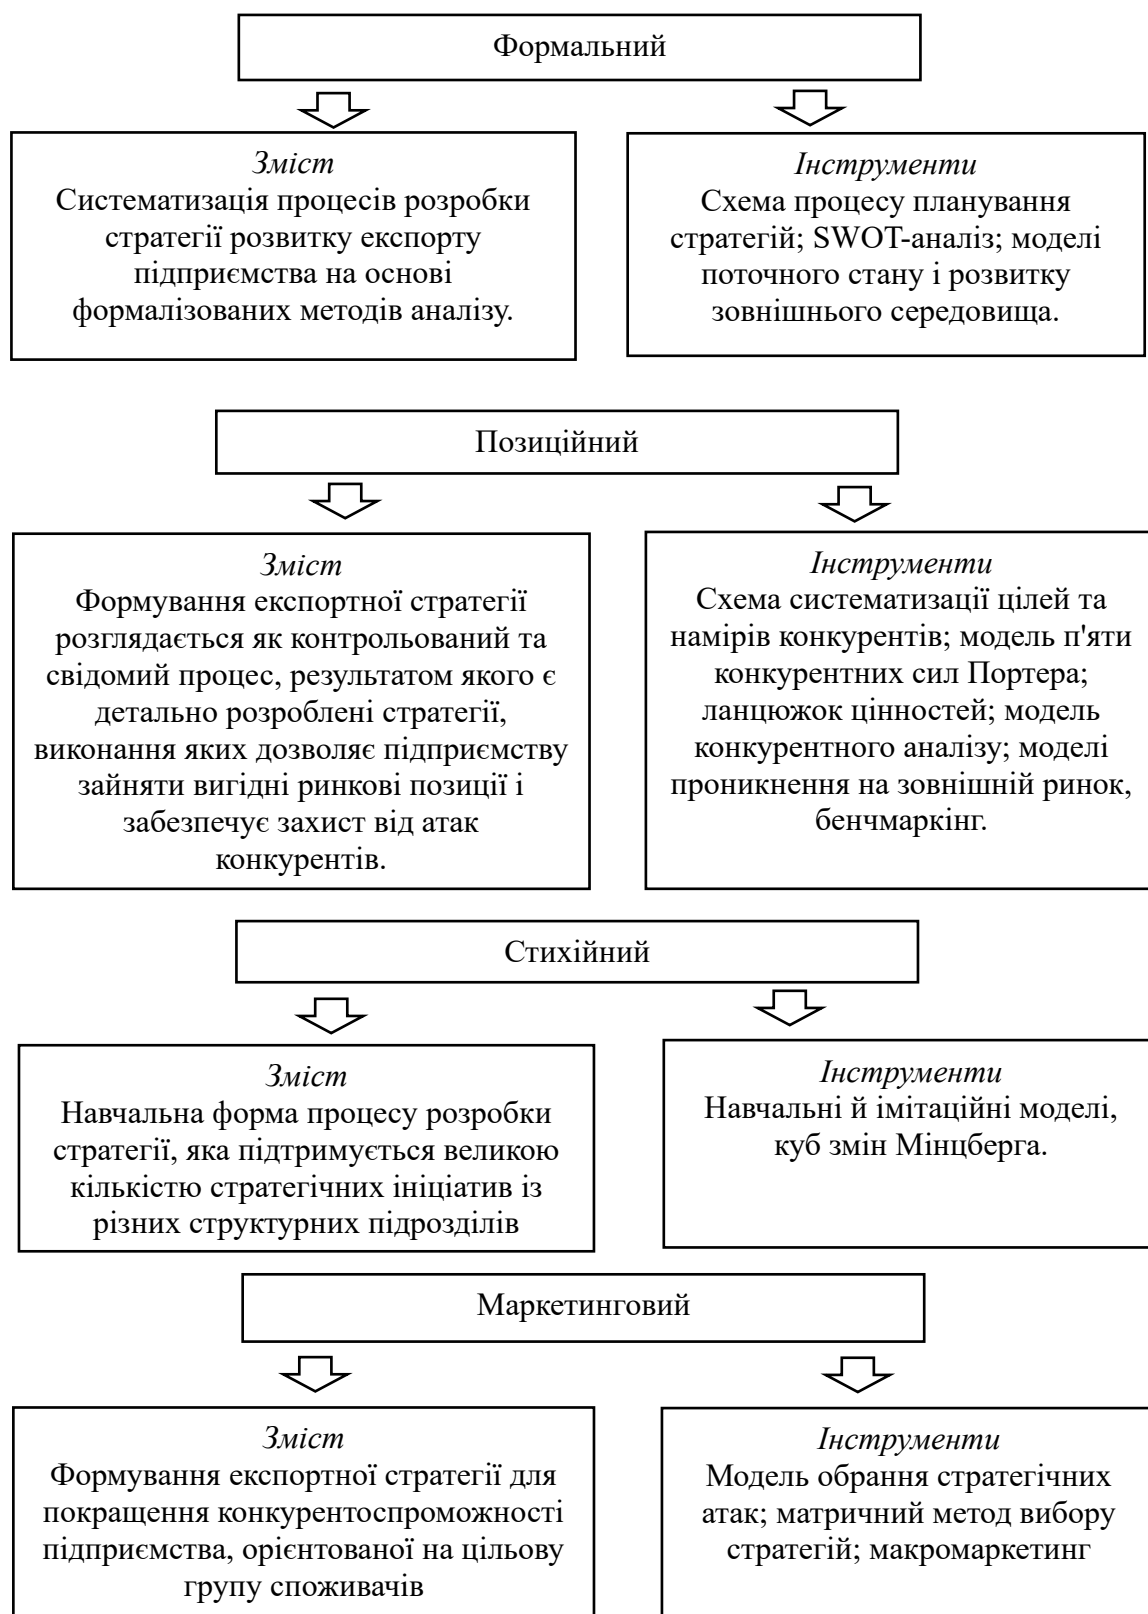 Формальний
Зміст
Систематизація процесів розробки
стратегії розвитку експорту
підприємства на основі
формалізованих методів аналізу.
Інструменти
Схема процесу планування
стратегій; SWOT-аналіз; моделі
поточного стану і розвитку
зовнішнього середовища.
Позиційний
Зміст
Формування експортної стратегії
розглядається як контрольований та
свідомий процес, результатом якого є
детально розроблені стратегії,
виконання яких дозволяє підприємству
зайняти вигідні ринкові позиції і
забезпечує захист від атак
конкурентів.
Інструменти
Схема систематизації цілей та
намірів конкурентів; модель п'яти
конкурентних сил Портера;
ланцюжок цінностей; модель
конкурентного аналізу; моделі
проникнення на зовнішній ринок,
бенчмаркінг.
Стихійний
Зміст
Навчальна форма процесу розробки
стратегії, яка підтримується великою
кількістю стратегічних ініціатив із
різних структурних підрозділів
Інструменти
Навчальні й імітаційні моделі,
куб змін Мінцберга.
Маркетинговий
Зміст
Формування експортної стратегії для
покращення конкурентоспроможності
підприємства, орієнтованої на цільову
групу споживачів
Інструменти
Модель обрання стратегічних
атак; матричний метод вибору
стратегій; макромаркетинг